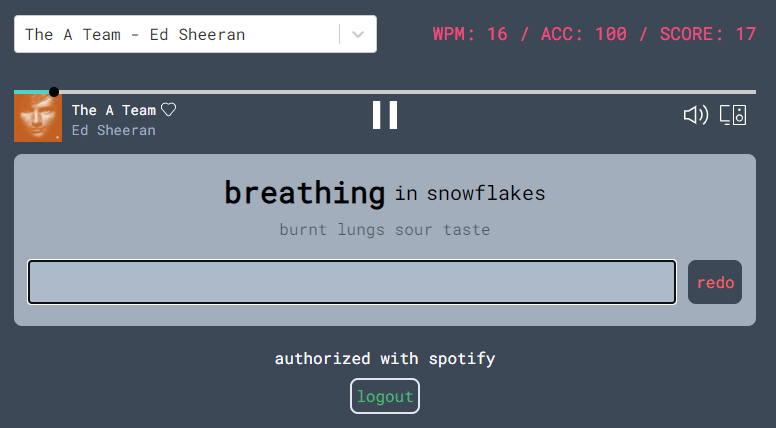 The A Team - Ed Sheeran
WPM: 16 / ACC: 100 / SCORE: 17
The A Team
Ed Sheeran
breathing in snowflakes
burnt lungs sour taste
redo
authorized with spotify
logout